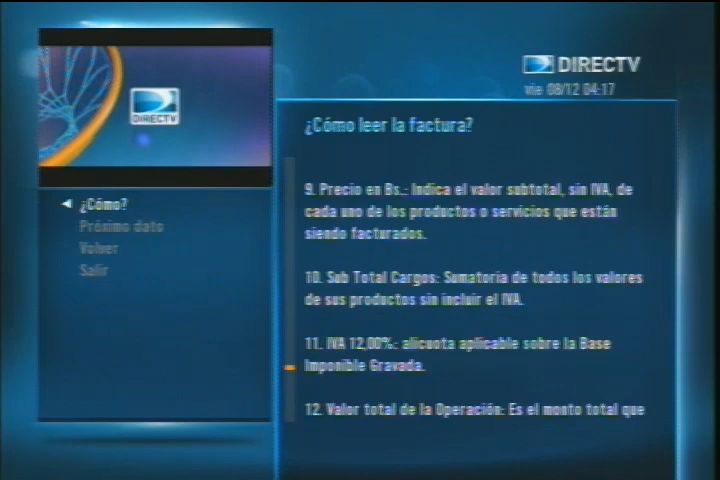 DIRECTV
DIRECTV
vie 08/12 04:17
¿Cómo leer la factura?
¿Cómo?
Próximo dato
Volver
Salir
9. Precio en Bs.: Indica el valor subtotal, sin IVA, de
cada uno de los productos o servicios que están
siendo facturados.
10. Sub Total Cargos: Sumatoria de todos los valores
de sus productos sin incluir el IVA.
11. IVA 12,00%: alicuota aplicable sobre la Base
Imponible Gravada.
12. Valor total de la Operación: Es el monto total que